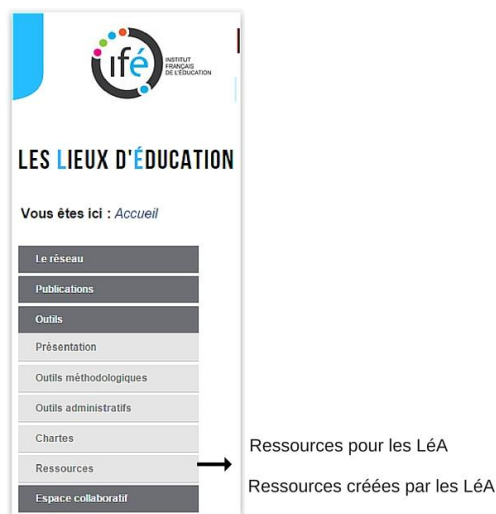 ifé
INSTITUT
FRANÇAIS
DE L'ÉDUCATION
LES LIEUX D'ÉDUCATION
Vous êtes ici : Accueil
Le réseau
Publications
Outils
Présentation
Outils méthodologiques
Outils administratifs
Chartes
Ressources
Espace collaboratif
Ressources pour les LéA
Ressources créées par les LéA